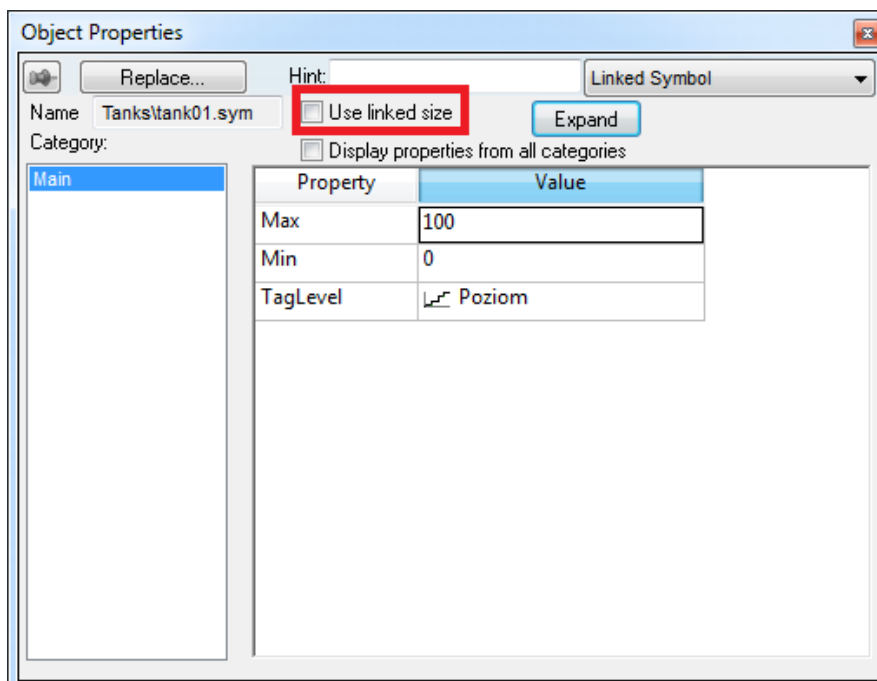 Object Properties
Replace... Hint: Linked Symbol
Name Tanks\tank01.sym Use linked size Expand
Category: Display properties from all categories
Main Property Value
Max 100
Min 0
TagLevel Poziom